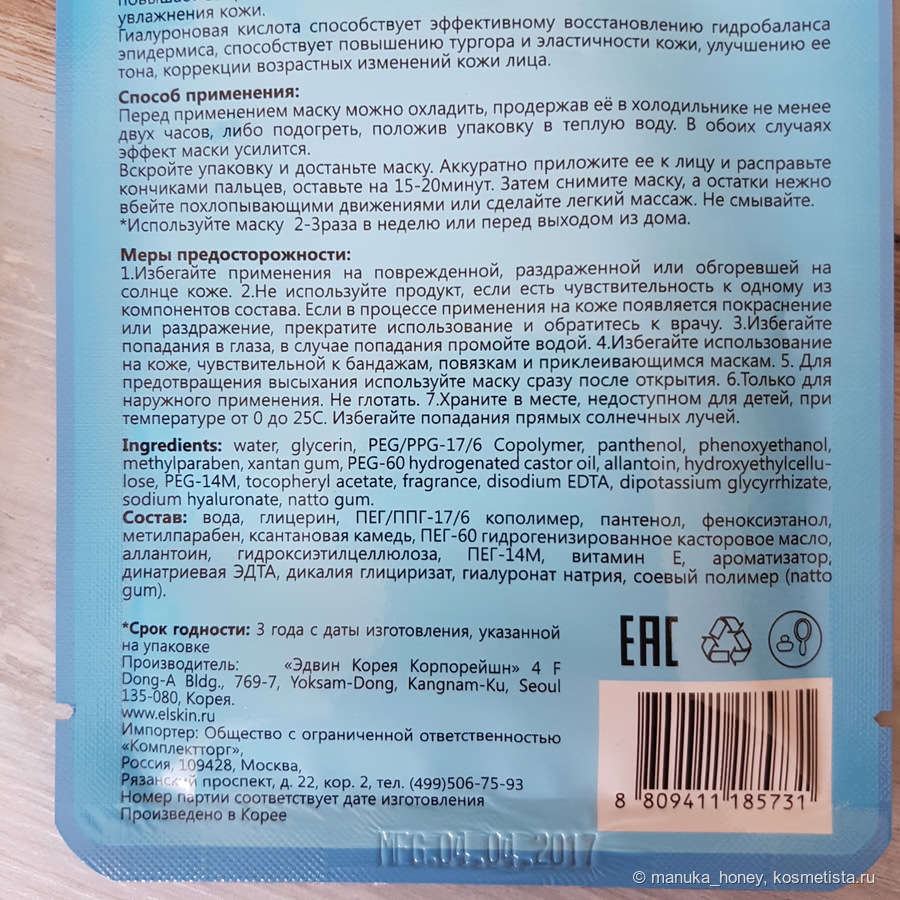 увлажнения кожи.
Гиалуроновая кислота способствует эффективному восстановлению гидробаланса
эпидермиса, способствует повышению тургора и эластичности кожи, улучшению ее
тона, коррекции возрастных изменений кожи лица.
Способ применения:
Перед применением маску можно охладить, продержав её в холодильнике не менее
двух часов, либо подогреть, положив упаковку в теплую воду. В обоих случаях
эффект маски усилится.
Вскройте упаковку и достаньте маску. Аккуратно приложите ее к лицу и расправьте
кончиками пальцев, оставьте на 15-20минут. Затем снимите маску, а остатки нежно
вбейте похлопывающими движениями или сделайте легкий массаж. Не смывайте.
*Используйте маску 2-3раза в неделю или перед выходом из дома.
Меры предосторожности:
1.Избегайте применения на поврежденной, раздраженной или обгоревшей на
солнце коже. 2.Не используйте продукт, если есть чувствительность к одному из
компонентов состава. Если в процессе применения на коже появляется покраснение
или раздражение, прекратите использование и обратитесь к врачу. 3.Избегайте
попадания в глаза, в случае попадания промойте водой. 4.Избегайте использование
на коже, чувствительной к бандажам, повязкам и приклеивающимся маскам. 5. Для
предотвращения высыхания используйте маску сразу после открытия. 6.Только для
наружного применения. Не глотать. 7.Храните в месте, недоступном для детей, при
температуре от 0 до 25С. Избегайте попадания прямых солнечных лучей.
Ingredients: water, glycerin, PEG/PPG-17/6 Copolymer, panthenol, phenoxyethanol,
methylparaben, xantan gum, PEG-60 hydrogenated castor oil, allantoin, hydroxyethylcellu-
lose, PEG-14M, tocopheryl acetate, fragrance, disodium EDTA, dipotassium glycyrrhizate,
sodium hyaluronate, natto gum.
Состав: вода, глицерин, ПЕГ/ППГ-17/6 кополимер, пантенол, феноксиэтанол,
метилпарабен, ксантановая камедь, ПЕГ-60 гидрогенизированное касторовое масло,
аллантоин, гидроксиэтилцеллюлоза, ПЕГ-14М, витамин Е, ароматизатор,
динатриевая ЭДТА, дикалия глициризат, гиалуронат натрия, соевый полимер (natto
gum).
*Срок годности: 3 года с даты изготовления, указанной
на упаковке
Производитель: «Эдвин Корея Корпорейшн» 4 F
Dong-A Bldg., 769-7, Yoksam-Dong, Kangnam-Ku, Seoul
135-080, Корея.
www.elskin.ru
Импортер: Общество с ограниченной ответственностью
«Комплектторг»,
Россия, 109428, Москва,
Рязанский проспект, д. 22, кор. 2, тел. (499)506-75-93
Номер партии соответствует дате изготовления
Произведено в Корее
EAC
8 809411 185731
MFG.04.04.2017
© manuka_honey, kosmetista.ru